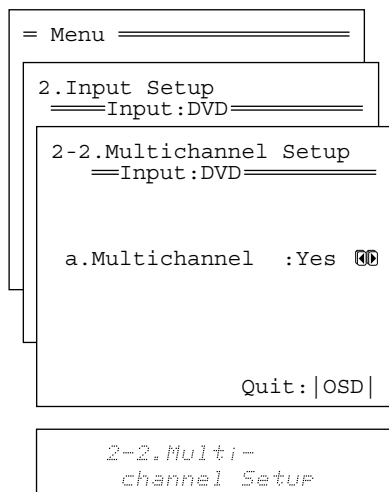 = Menu
2.Input Setup
Input:DVD
2-2.Multichannel Setup
Input:DVD
a.Multichannel :Yes
Quit:|OSD|
2-2.Multi-
channel Setup